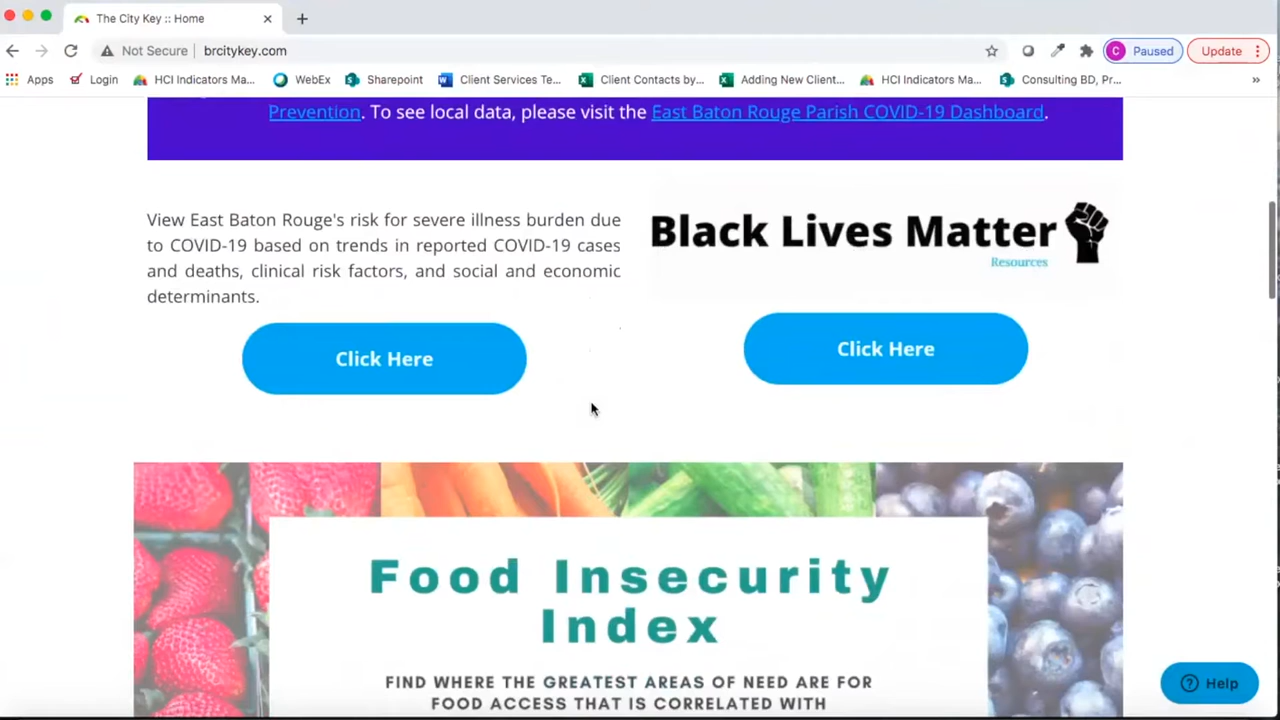 The City Key :: Home
Not Secure brcitykey.com C Paused Update
Apps Login HCI Indicators Ma... WebEx Sharepoint Client Services Te... Client Contacts by... Adding New Client... HCI Indicators Ma... Consulting BD, Pr... »
Prevention. To see local data, please visit the East Baton Rouge Parish COVID-19 Dashboard.
View East Baton Rouge's risk for severe illness burden due
to COVID-19 based on trends in reported COVID-19 cases
and deaths, clinical risk factors, and social and economic
determinants.
Click Here
Black Lives Matter
Resources
Click Here
Food Insecurity
Index
FIND WHERE THE GREATEST AREAS OF NEED ARE FOR
FOOD ACCESS THAT IS CORRELATED WITH
Help